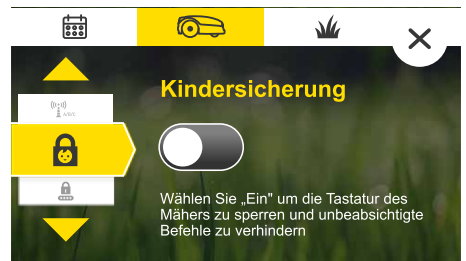 Kindersicherung
Wählen Sie „Ein" um die Tastatur des
Mähers zu sperren und unbeabsichtigte
Befehle zu verhindern